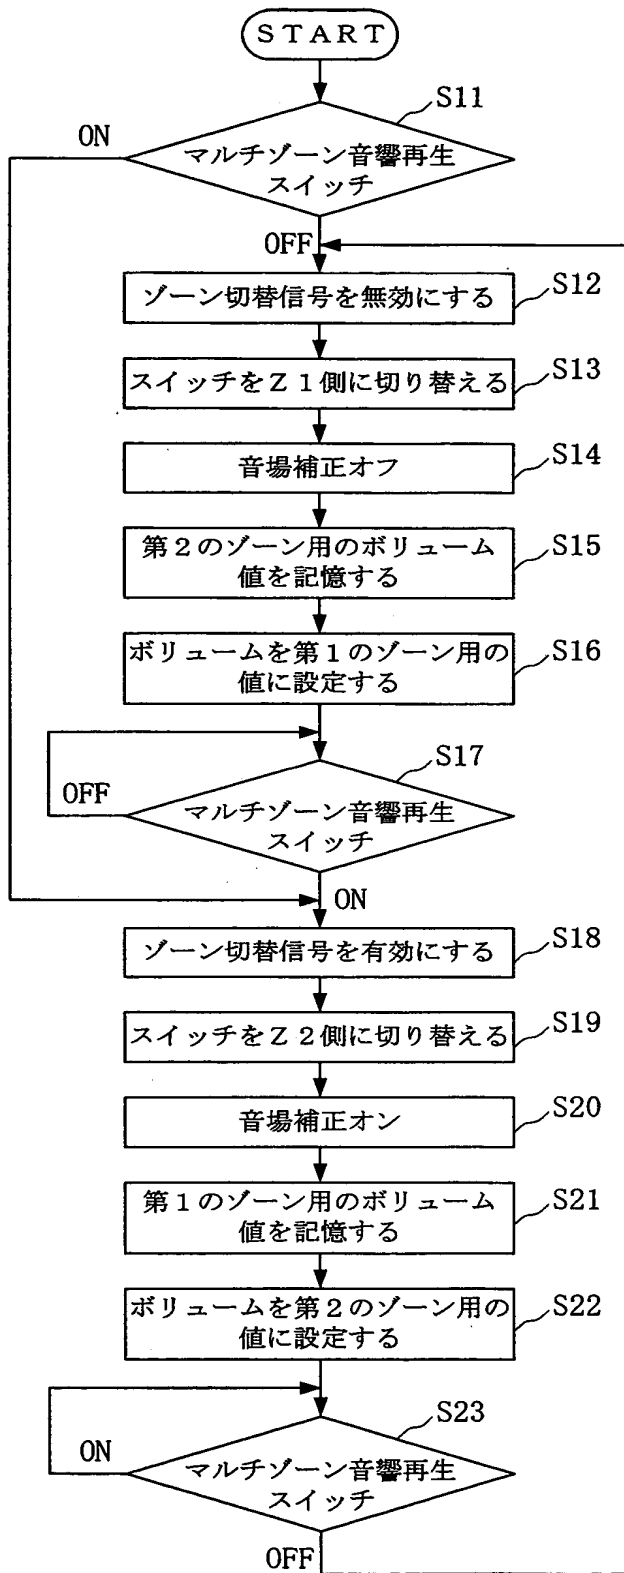 START
S11
ON
マルチゾーン音響再生
スイッチ
OFF
ゾーン切替信号を無効にする
S12
スイッチをZ1側に切り替える
S13
音場補正オフ
S14
第2のゾーン用のボリューム
値を記憶する
S15
ボリュームを第1のゾーン用の
値に設定する
S16
S17
OFF
マルチゾーン音響再生
スイッチ
ON
ゾーン切替信号を有効にする
S18
スイッチをZ2側に切り替える
S19
音場補正オン
S20
第1のゾーン用のボリューム
値を記憶する
S21
ボリュームを第2のゾーン用の
値に設定する
S22
S23
ON
マルチゾーン音響再生
スイッチ
OFF